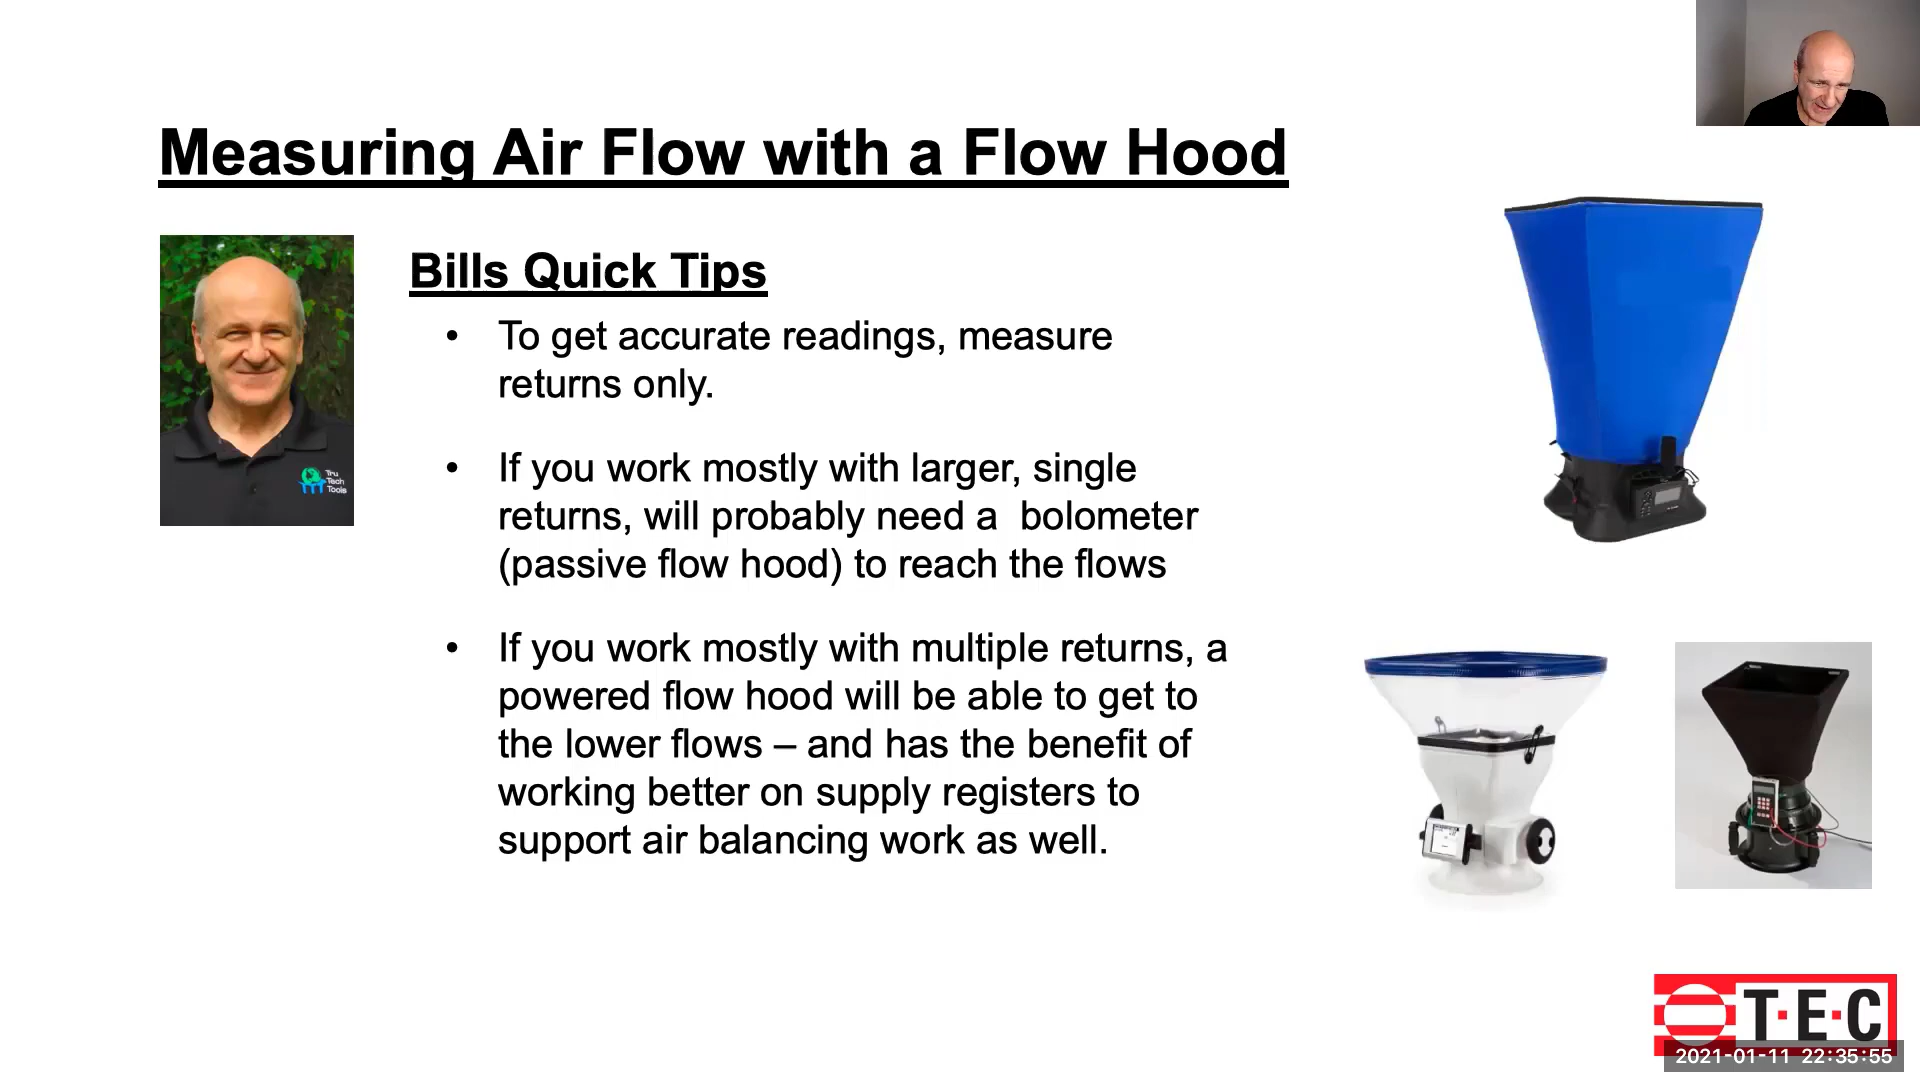 Measuring Air Flow with a Flow Hood
Bills Quick Tips
• To get accurate readings, measure
returns only.
• If you work mostly with larger, single
returns, will probably need a bolometer
(passive flow hood) to reach the flows
• If you work mostly with multiple returns, a
powered flow hood will be able to get to
the lower flows – and has the benefit of
working better on supply registers to
support air balancing work as well.
Tru
Tech
Tools
T·E·C
2021-01-11 22:35:55